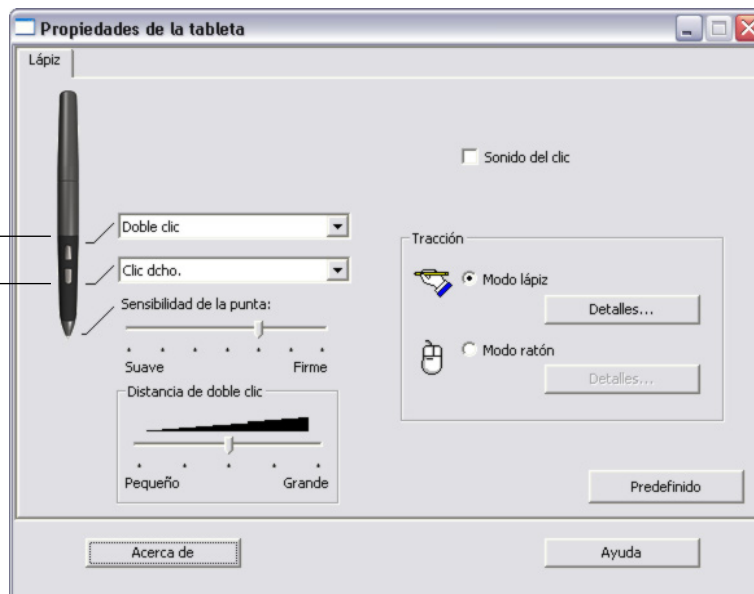 Propiedades de la tableta
Lápiz
Sonido del clic
Doble clic
Clic dcho.
Sensibilidad de la punta:
Suave Firme
Distancia de doble clic
Pequeño Grande
Tracción
Modo lápiz
Detalles...
Modo ratón
Detalles...
Predefinido
Acerca de
Ayuda